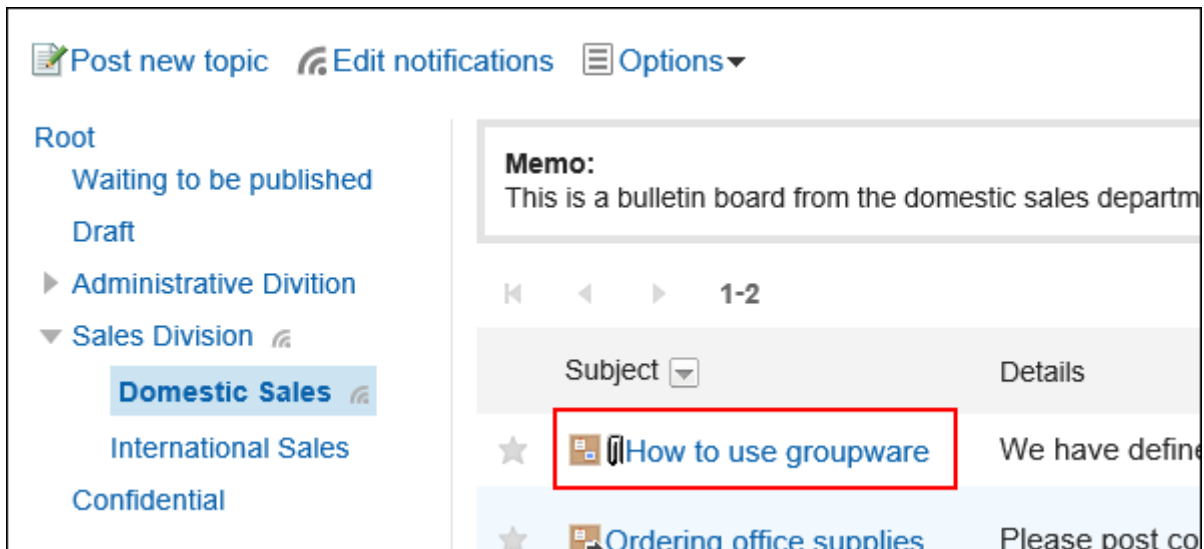 Post new topic Edit notifications Options
Root
Waiting to be published
Draft
Administrative Divition
Sales Division
Domestic Sales
International Sales
Confidential
Memo:
This is a bulletin board from the domestic sales departm
1-2
Subject Details
How to use groupware We have define
Ordering office supplies Please post co